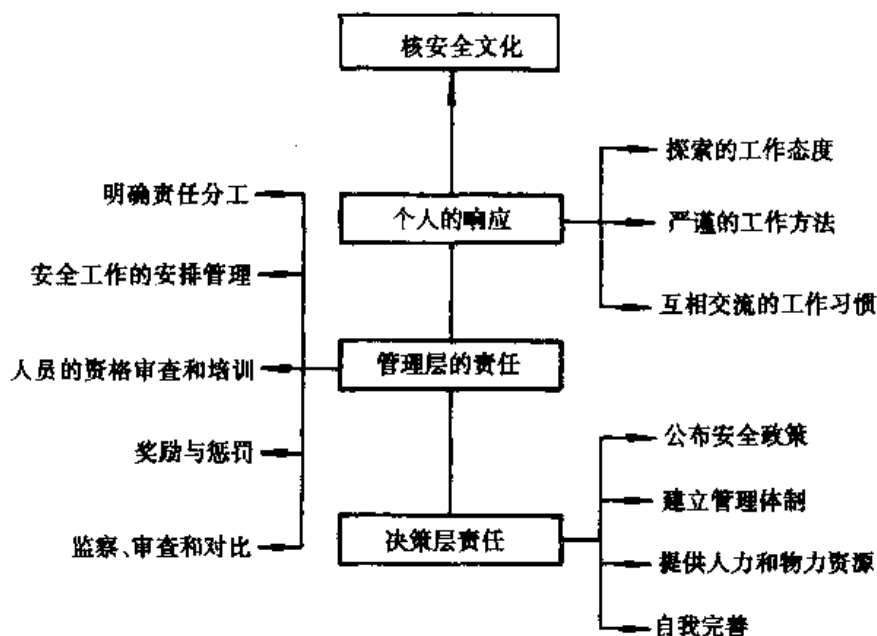 核安全文化
探索的工作态度
明确责任分工
个人的响应
严谨的工作方法
安全工作的安排管理
互相交流的工作习惯
人员的资格审查和培训
管理层的责任
公布安全政策
奖励与惩罚
建立管理体制
监察、审查和对比
决策层责任
提供人力和物力资源
自我完善